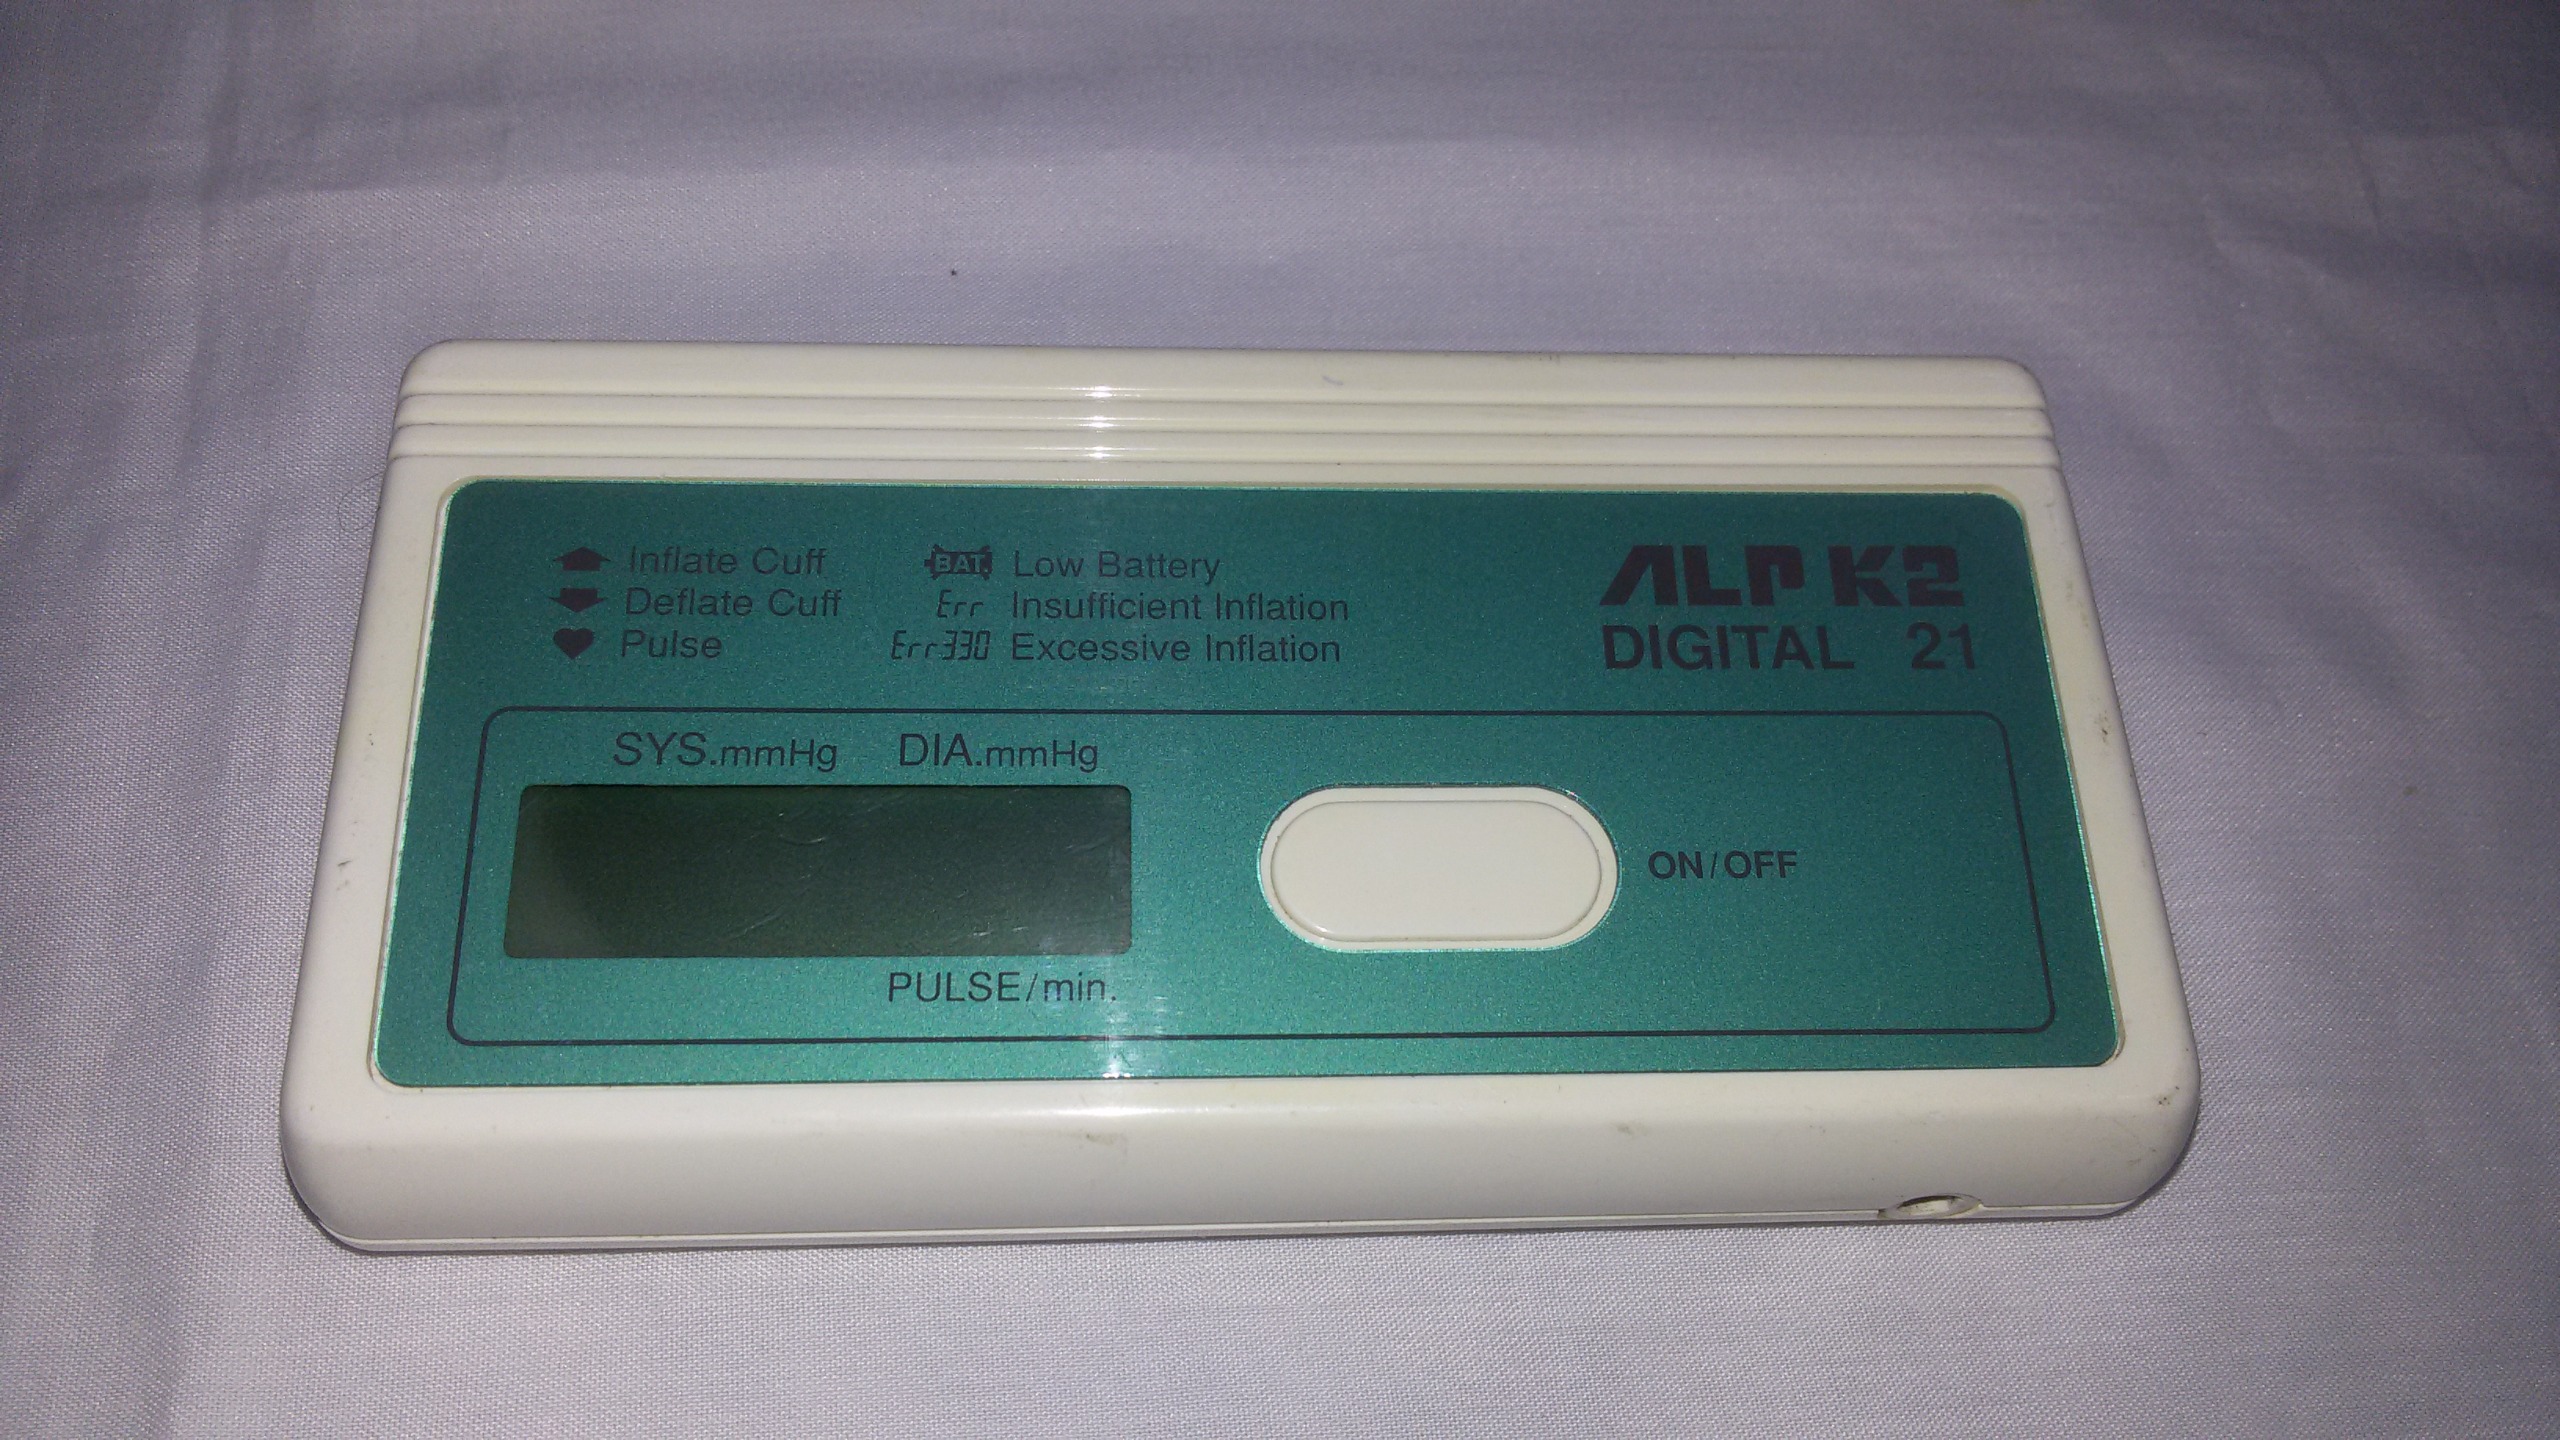 Inflate Cuff
Deflate Cuff
Pulse
BAT. Low Battery
Err Insufficient Inflation
Err330 Excessive Inflation
ALP K2
DIGITAL 21
SYS.mmHg DIA.mmHg
ON/OFF
PULSE/min.